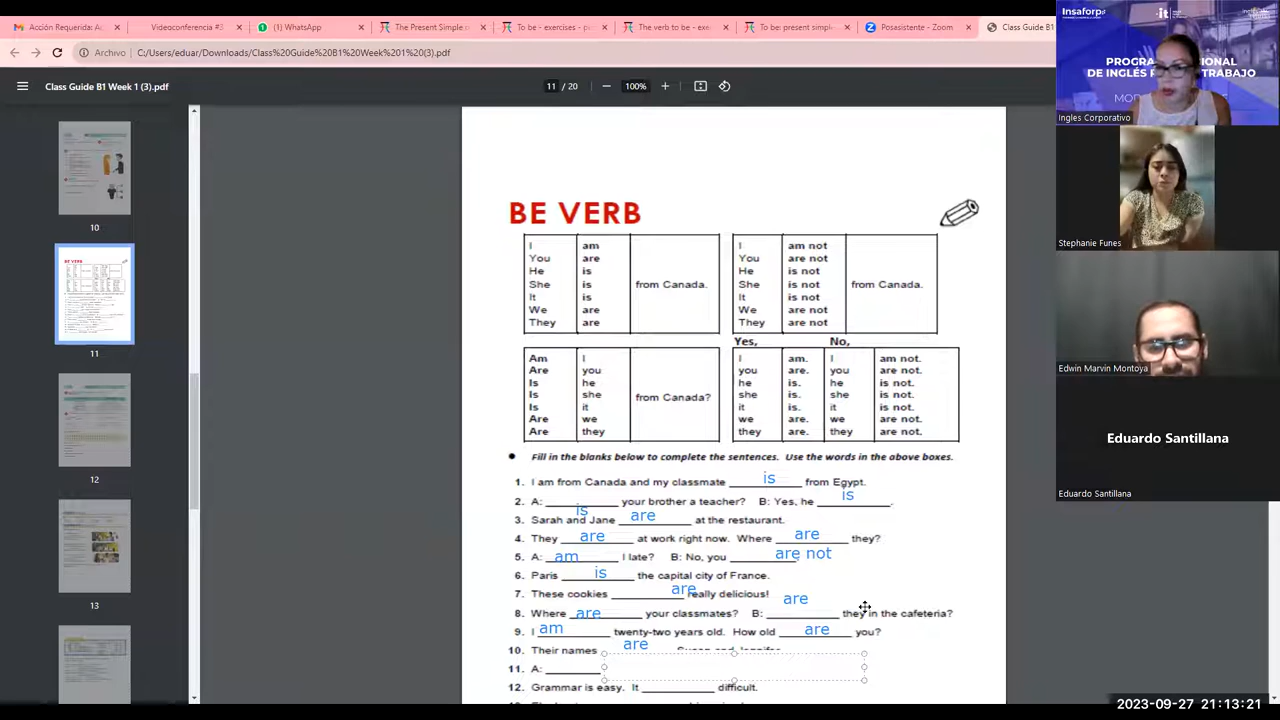 Acción Requerida: Ac
Videoconferencia #3
WhatsApp
The Present Simple
To be - exercises - p
The verb to be - exe
To be: present simpl
Posasistente - Zoom
Class Guide B1
Archivo
C:/Users/eduar/Downloads/Class%20Guide%20B1%20Week%201%20(3).pdf
Class Guide B1 Week 1 (3).pdf
11 / 20
100%
10
11
12
13
BE VERB
I am
You are
He is
She is from Canada.
It is
We are
They are
I am not
You are not
He is not
She is not from Canada.
It is not
We are not
They are not
Am I
Are you
Is he
Is she from Canada?
Is it
Are we
Are they
Yes, No,
I am. I am not.
you are. you are not.
he is. he is not.
she is. she is not.
it is. it is not.
we are. we are not.
they are. they are not.
Fill in the blanks below to complete the sentences. Use the words in the above boxes.
1. I am from Canada and my classmate is from Egypt.
2. A: is your brother a teacher? B: Yes, he is .
3. Sarah and Jane are at the restaurant.
4. They are at work right now. Where are they?
5. A: am I late? B: No, you are not .
6. Paris is the capital city of France.
7. These cookies are really delicious!
8. Where are your classmates? B: are they in the cafeteria?
9. I am twenty-two years old. How old are you?
10. Their names are Susan and Jennifer.
11. A:
12. Grammar is easy. It difficult.
Insaforp
it
PROGRA IONAL
DE INGLÉS TRABAJO
Ingles Corporativo
Stephanie Funes
Edwin Marvin Montoya
Eduardo Santillana
Eduardo Santillana
2023-09-27 21:13:21